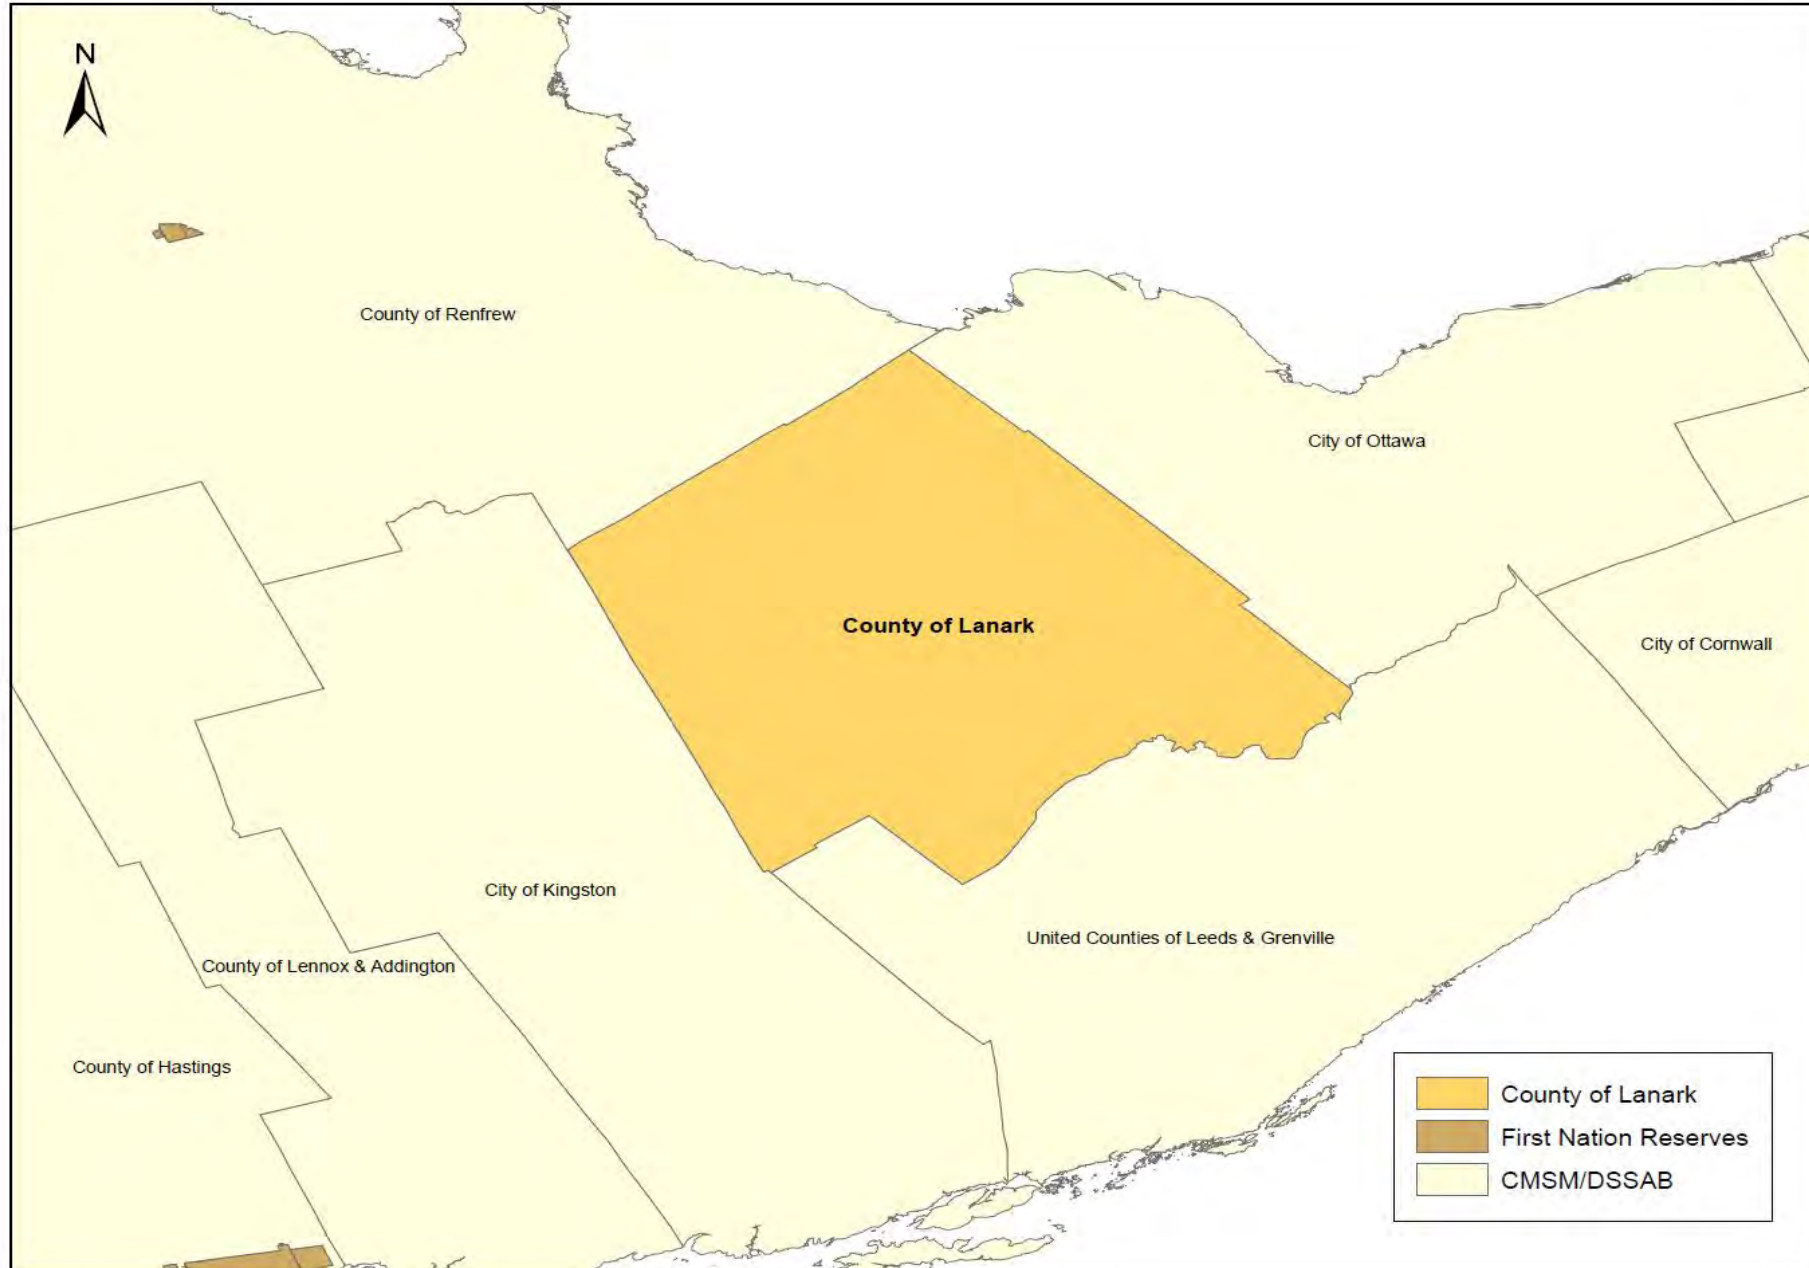 N
County of Renfrew
City of Ottawa
County of Lanark
City of Cornwall
City of Kingston
United Counties of Leeds & Grenville
County of Lennox & Addington
County of Hastings
County of Lanark
First Nation Reserves
CMSM/DSSAB